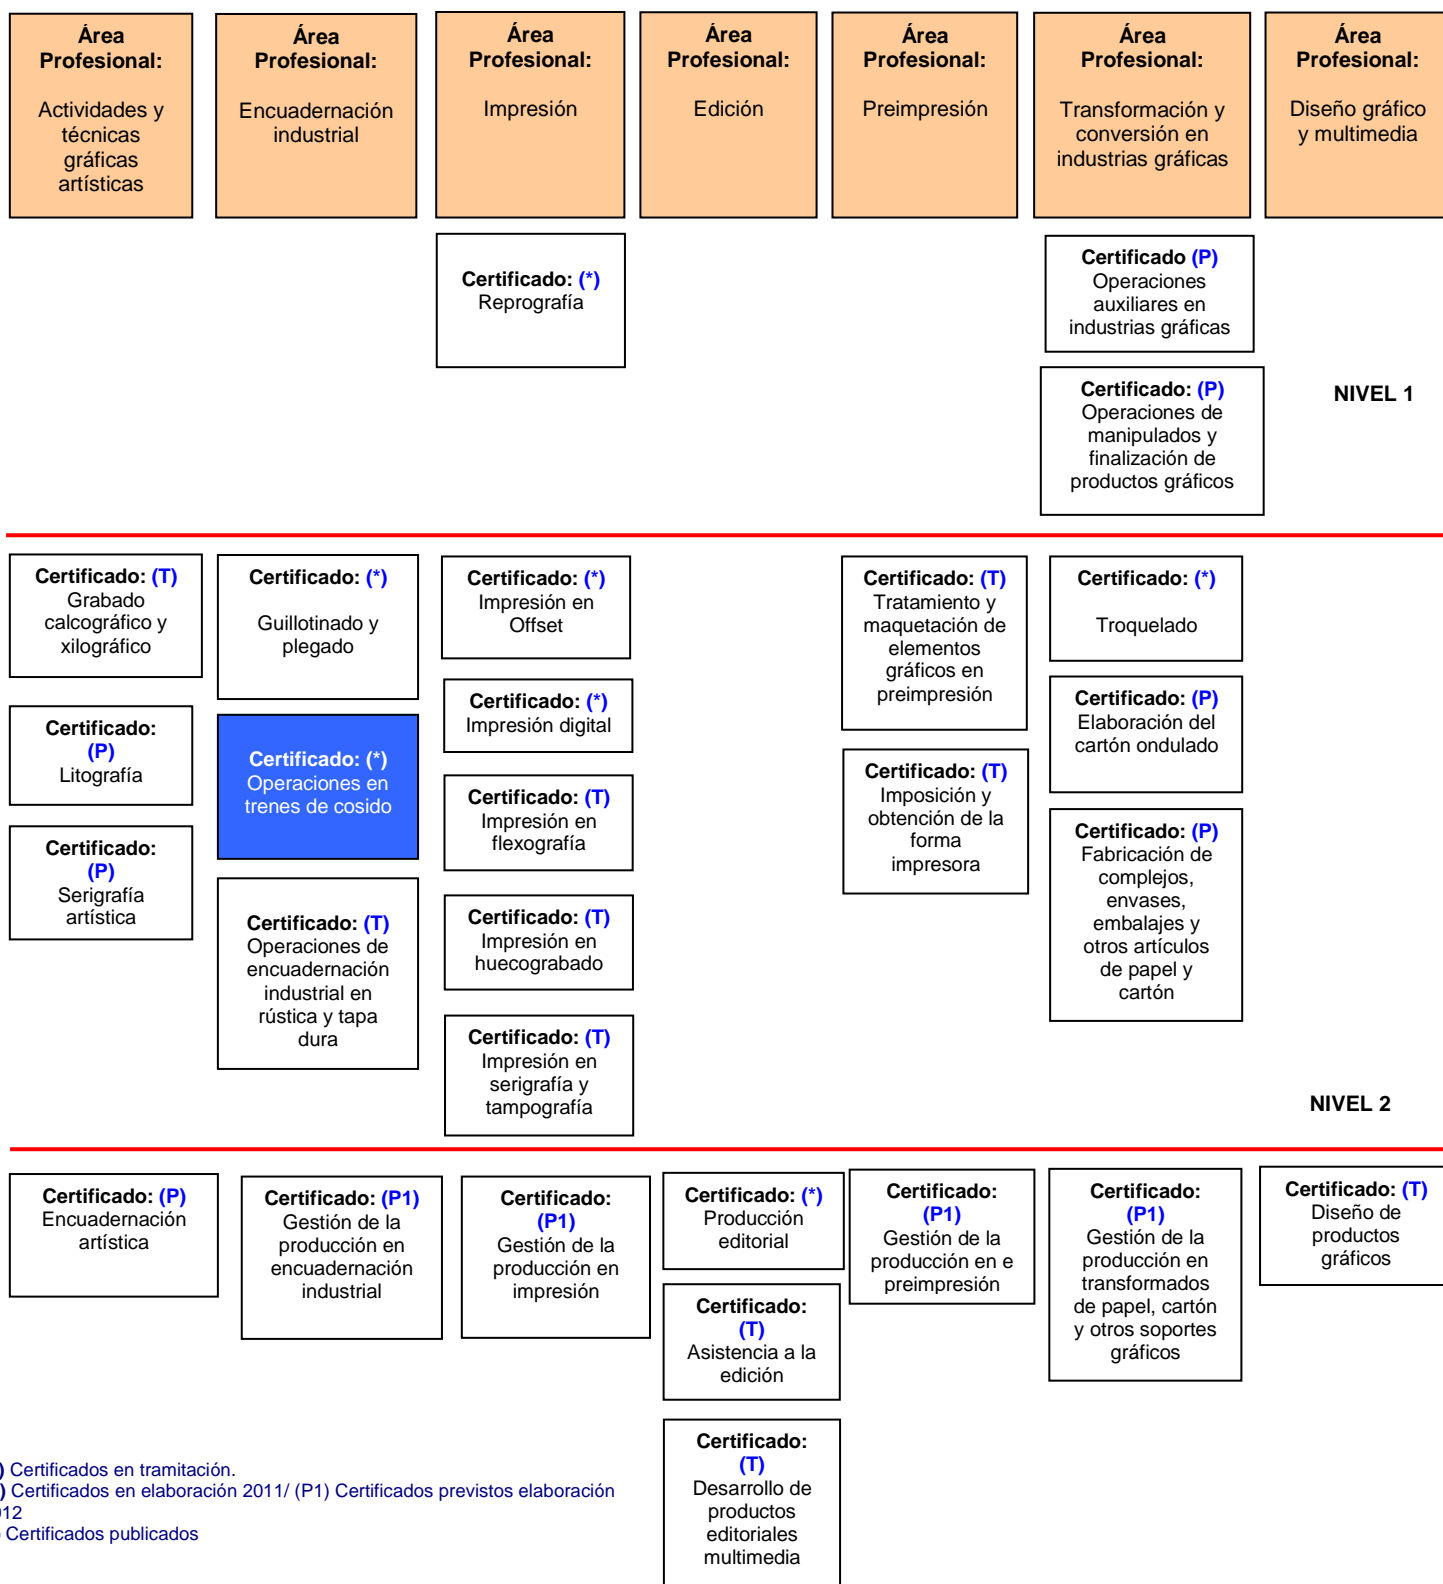 Área
Profesional:
Actividades y
técnicas
gráficas
artísticas
Área
Profesional:
Encuadernación
industrial
Área
Profesional:
Impresión
Área
Profesional:
Edición
Área
Profesional:
Preimpresión
Área
Profesional:
Transformación y
conversión en
industrias gráficas
Área
Profesional:
Diseño gráfico
y multimedia
Certificado: (*)
Reprografía
Certificado (P)
Operaciones
auxiliares en
industrias gráficas
Certificado: (P)
Operaciones de
manipulados y
finalización de
productos gráficos
NIVEL 1
Certificado: (T)
Grabado
calcográfico y
xilográfico
Certificado:
(P)
Litografía
Certificado:
(P)
Serigrafía
artística
Certificado: (*)
Guillotinado y
plegado
Certificado: (*)
Operaciones en
trenes de cosido
Certificado: (T)
Operaciones de
encuadernación
industrial en
rústica y tapa
dura
Certificado: (*)
Impresión en
Offset
Certificado: (*)
Impresión digital
Certificado: (T)
Impresión en
flexografía
Certificado: (T)
Impresión en
huecograbado
Certificado: (T)
Impresión en
serigrafía y
tampografía
Certificado: (T)
Tratamiento y
maquetación de
elementos
gráficos en
preimpresión
Certificado: (T)
Imposición y
obtención de la
forma
impresora
Certificado: (*)
Troquelado
Certificado: (P)
Elaboración del
cartón ondulado
Certificado: (P)
Fabricación de
complejos,
envases,
embalajes y
otros artículos
de papel y
cartón
NIVEL 2
Certificado: (P)
Encuadernación
artística
Certificado: (P1)
Gestión de la
producción en
encuadernación
industrial
Certificado:
(P1)
Gestión de la
producción en
impresión
Certificado: (*)
Producción
editorial
Certificado:
(T)
Asistencia a la
edición
Certificado:
(T)
Desarrollo de
productos
editoriales
multimedia
Certificado:
(P1)
Gestión de la
producción en e
preimpresión
Certificado:
(P1)
Gestión de la
producción en
transformados
de papel, cartón
y otros soportes
gráficos
Certificado: (T)
Diseño de
productos
gráficos
) Certificados en tramitación.
) Certificados en elaboración 2011/ (P1) Certificados previstos elaboración
12
Certificados publicados